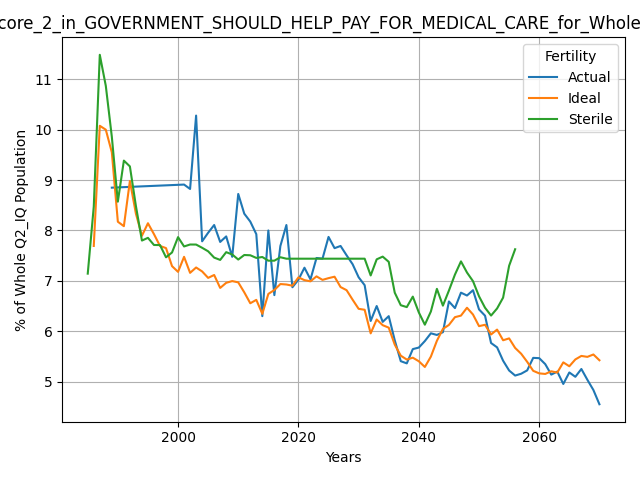 core_2_in_GOVERNMENT_SHOULD_HELP_PAY_FOR_MEDICAL_CARE_for_Whole
Fertility
Actual
Ideal
Sterile
% of Whole Q2_IQ Population
11
10
9
8
7
6
5
2000
2020
2040
2060
Years